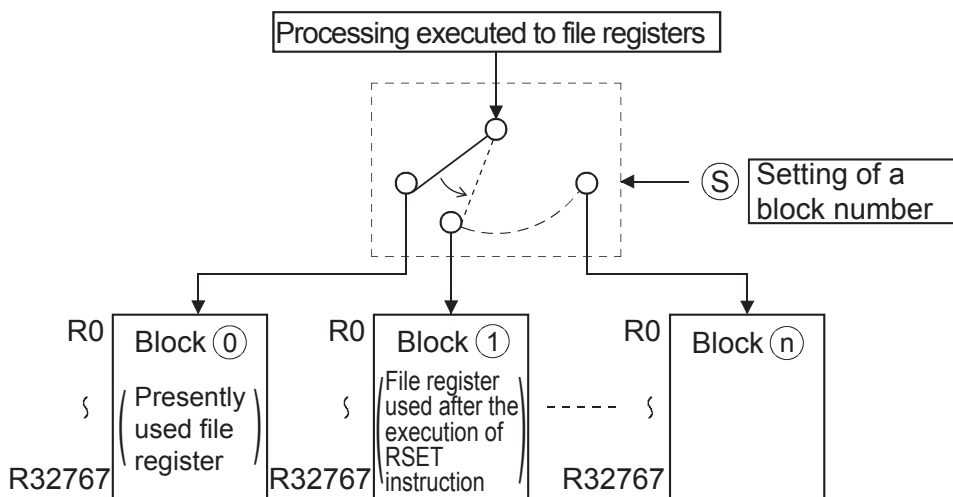 Processing executed to file registers
S
Setting of a
block number
R0
Block 0
(Presently
used file
register)
R32767
R0
Block 1
(File register
used after the
execution of
RSET
instruction)
R32767
R0
Block n
R32767